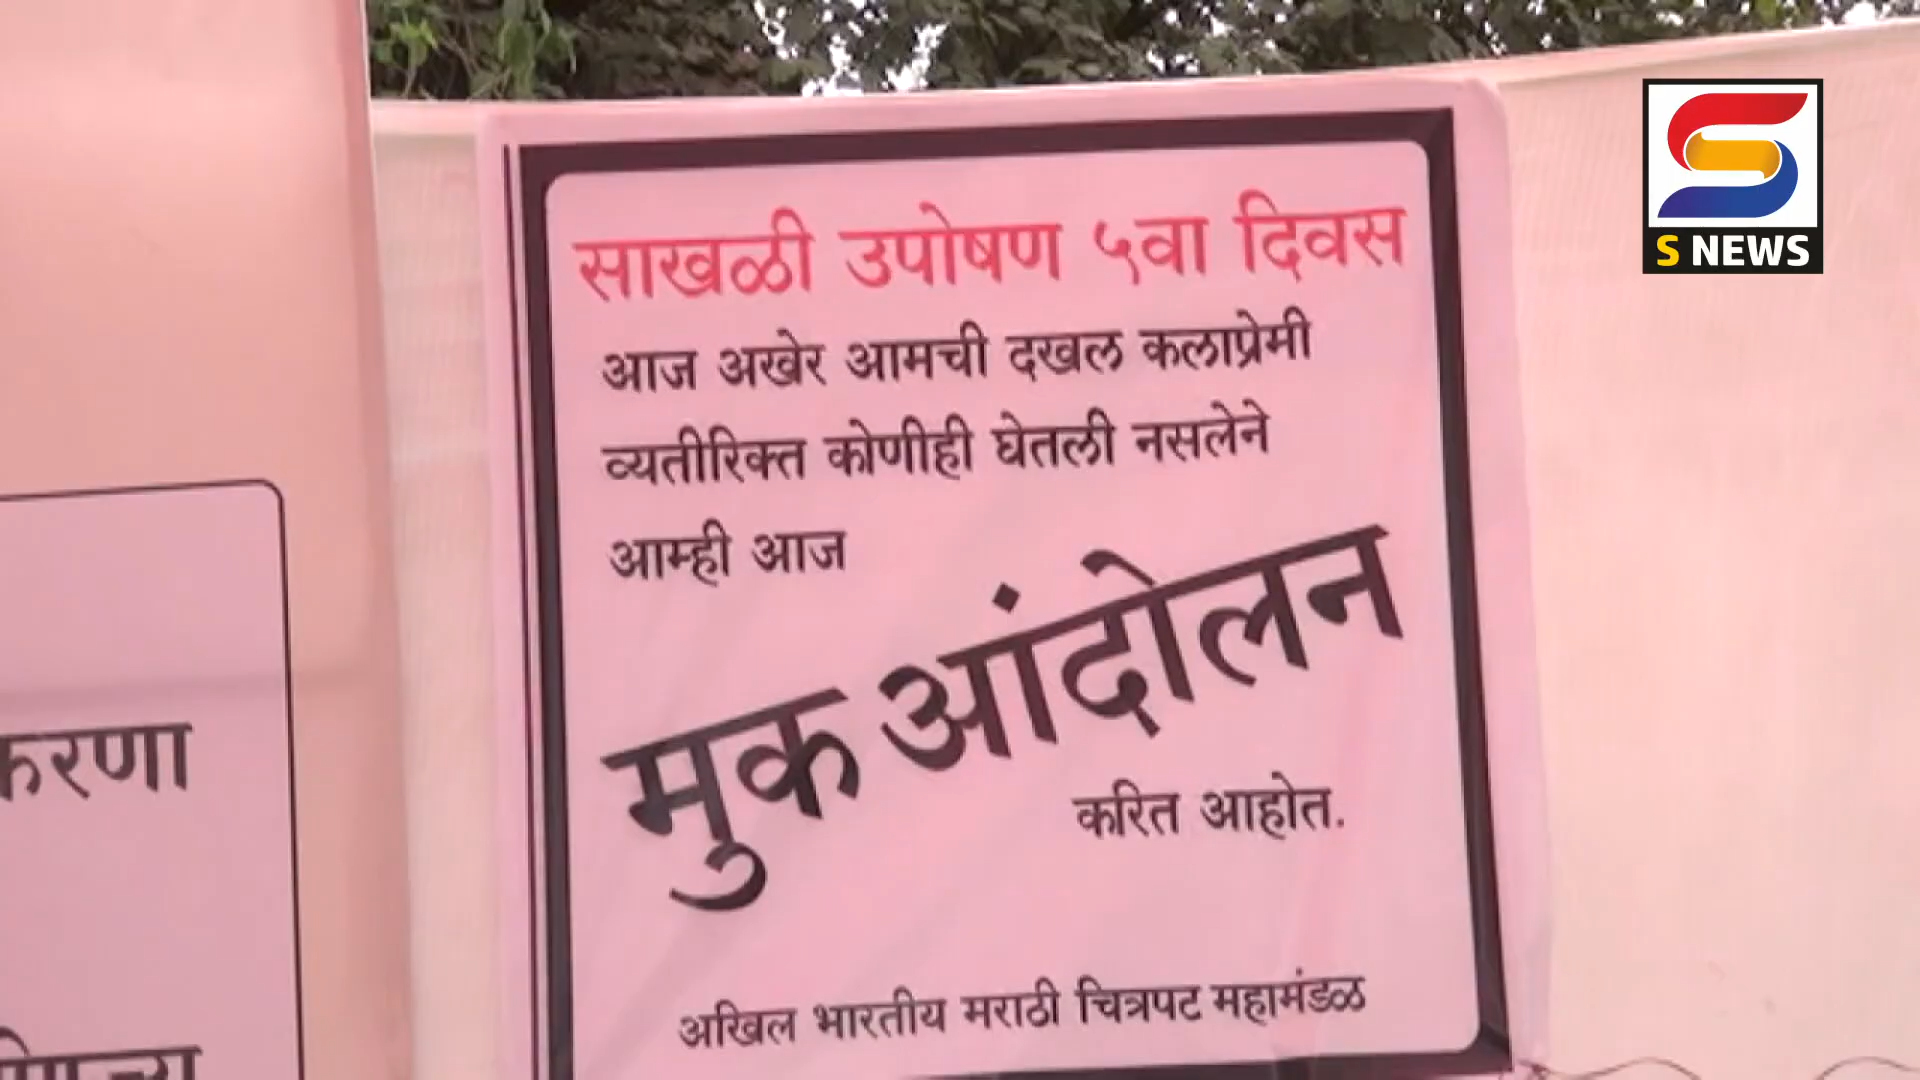 साखळी उपोषण ५वा दिवस
आज अखेर आमची दखल कलाप्रेमी
व्यतीरिक्त कोणीही घेतली नसलेने
आम्ही आज
मुक आंदोलन
करित आहोत.
अखिल भारतीय मराठी चित्रपट महामंडळ
करणा
S NEWS